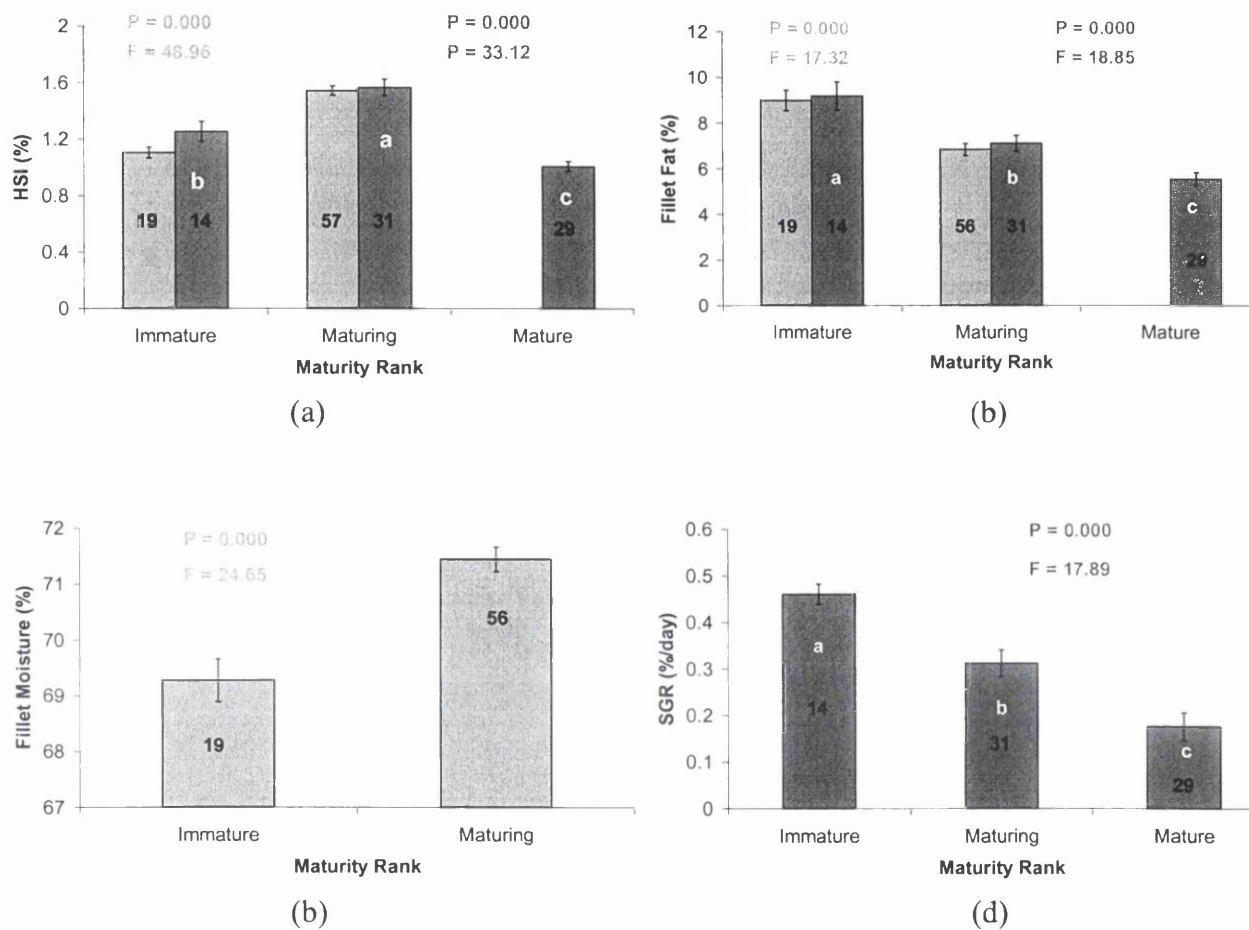 P = 0.000 P = 0.000
F = 48.96 P = 33.12
2
1.6
1.2
0.8
0.4
0
HSI (%)
a
b
c
19 14 57 31 29
Immature Maturing Mature
Maturity Rank
(a)
P = 0.000 P = 0.000
F = 17.32 F = 18.85
12
10
8
6
4
2
0
Fillet Fat (%)
a b c
19 14 56 31
29
Immature Maturing Mature
Maturity Rank
(b)
P = 0.000
F = 24.65
72
71
70
69
68
67
Fillet Moisture (%)
56
19
Immature Maturing
Maturity Rank
(b)
P = 0.000
F = 17.89
0.6
0.5
0.4
0.3
0.2
0.1
0
SGR (%/day)
a
b
c
14
31
29
Immature Maturing Mature
Maturity Rank
(d)